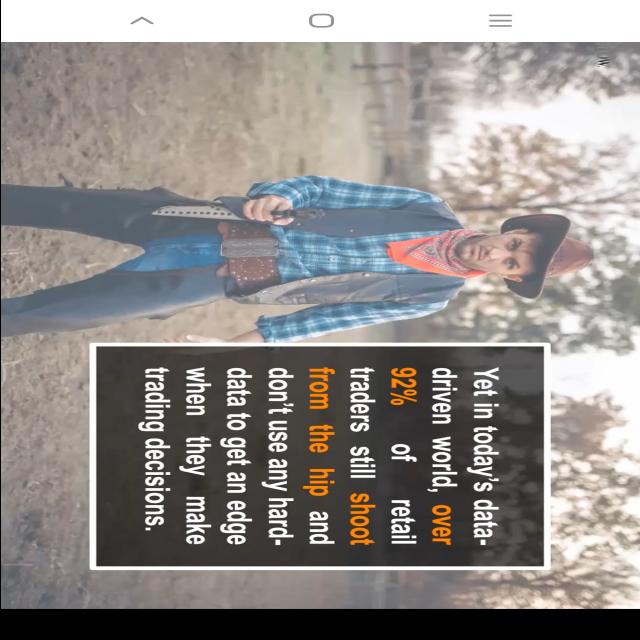 Yet in today's data-
driven world, over
92% of retail
traders still shoot
from the hip and
don't use any hard-
data to get an edge
when they make
trading decisions.